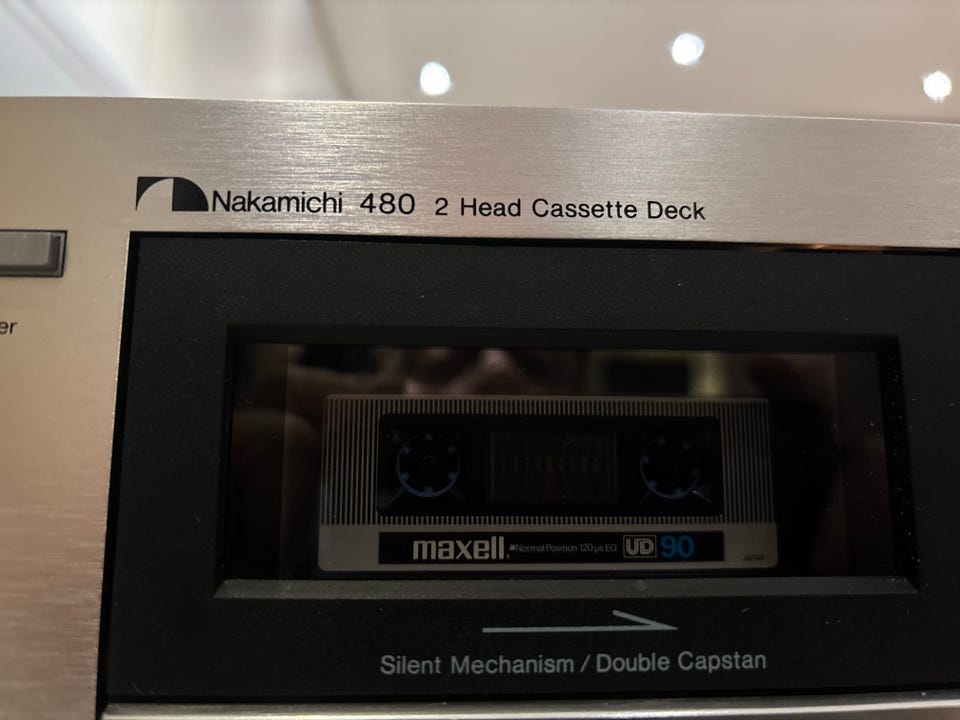 Nakamichi 480 2 Head Cassette Deck
er
maxell. Normal Position 120 µs EQ. UD 90
JAPAN
Silent Mechanism / Double Capstan